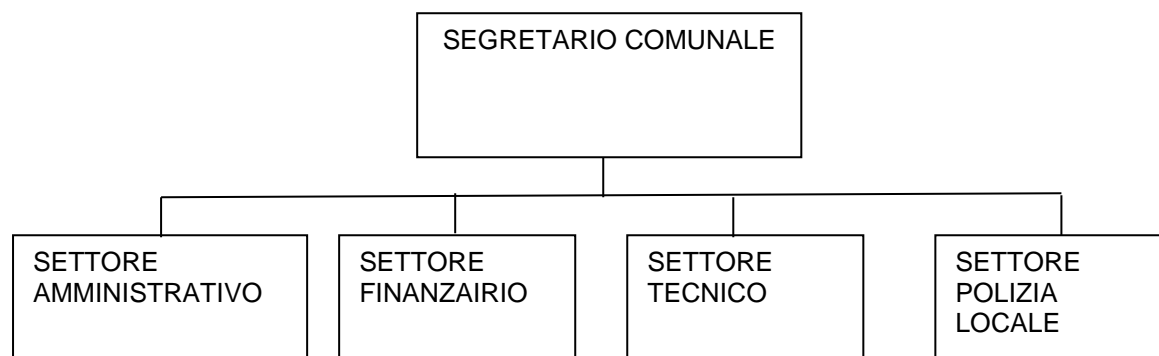 SEGRETARIO COMUNALE
SETTORE
AMMINISTRATIVO
SETTORE
FINANZAIRIO
SETTORE
TECNICO
SETTORE
POLIZIA
LOCALE